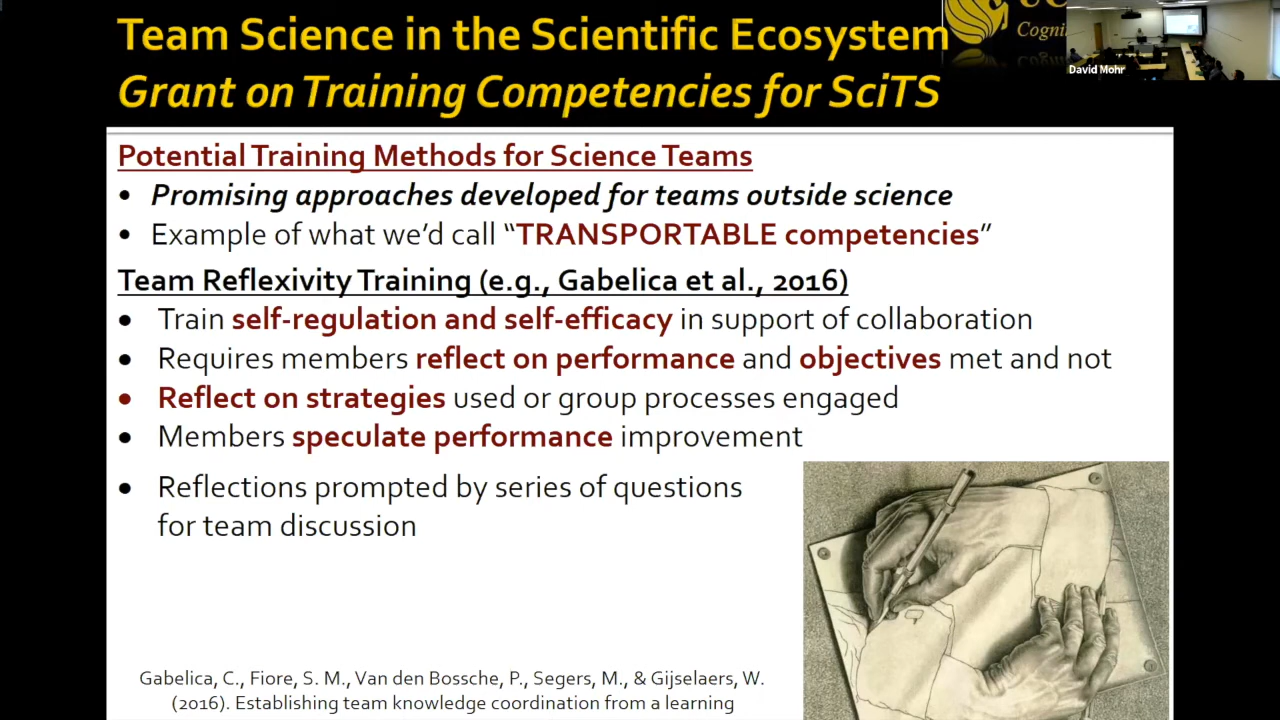 Team Science in the Scientific Ecosystem
Grant on Training Competencies for SciTS
David Mohr
Potential Training Methods for Science Teams
• Promising approaches developed for teams outside science
• Example of what we’d call “TRANSPORTABLE competencies”
Team Reflexivity Training (e.g., Gabelica et al., 2016)
• Train self-regulation and self-efficacy in support of collaboration
• Requires members reflect on performance and objectives met and not
• Reflect on strategies used or group processes engaged
• Members speculate performance improvement
• Reflections prompted by series of questions
for team discussion
Gabelica, C., Fiore, S. M., Van den Bossche, P., Segers, M., & Gijselaers, W.
(2016). Establishing team knowledge coordination from a learning